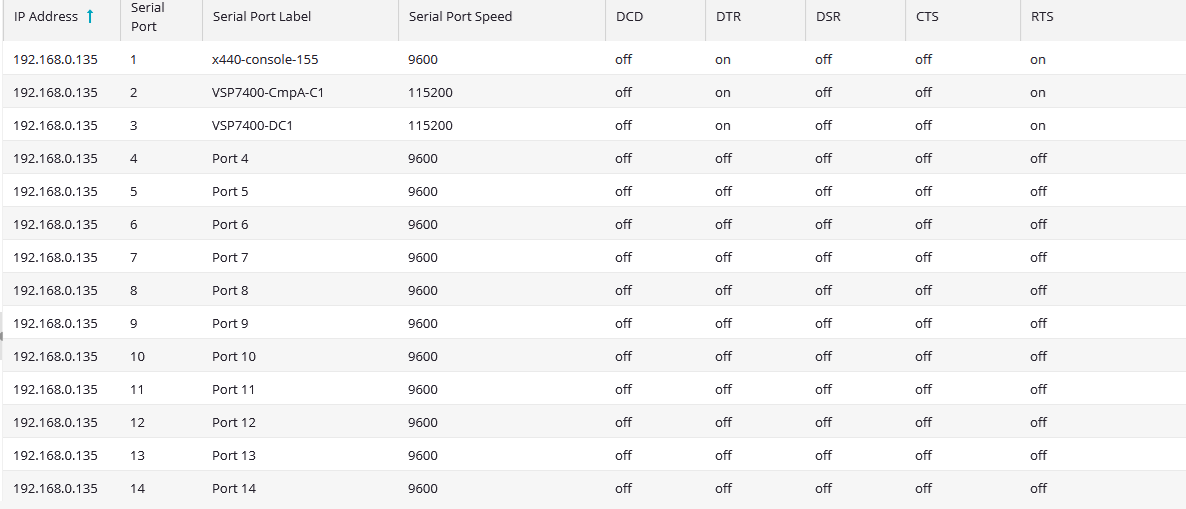 IP Address ↑ Serial Port Serial Port Label Serial Port Speed DCD DTR DSR CTS RTS
192.168.0.135 1 x440-console-155 9600 off on off off on
192.168.0.135 2 VSP7400-CmpA-C1 115200 off on off off on
192.168.0.135 3 VSP7400-DC1 115200 off on off off on
192.168.0.135 4 Port 4 9600 off off off off off
192.168.0.135 5 Port 5 9600 off off off off off
192.168.0.135 6 Port 6 9600 off off off off off
192.168.0.135 7 Port 7 9600 off off off off off
192.168.0.135 8 Port 8 9600 off off off off off
192.168.0.135 9 Port 9 9600 off off off off off
192.168.0.135 10 Port 10 9600 off off off off off
192.168.0.135 11 Port 11 9600 off off off off off
192.168.0.135 12 Port 12 9600 off off off off off
192.168.0.135 13 Port 13 9600 off off off off off
192.168.0.135 14 Port 14 9600 off off off off off